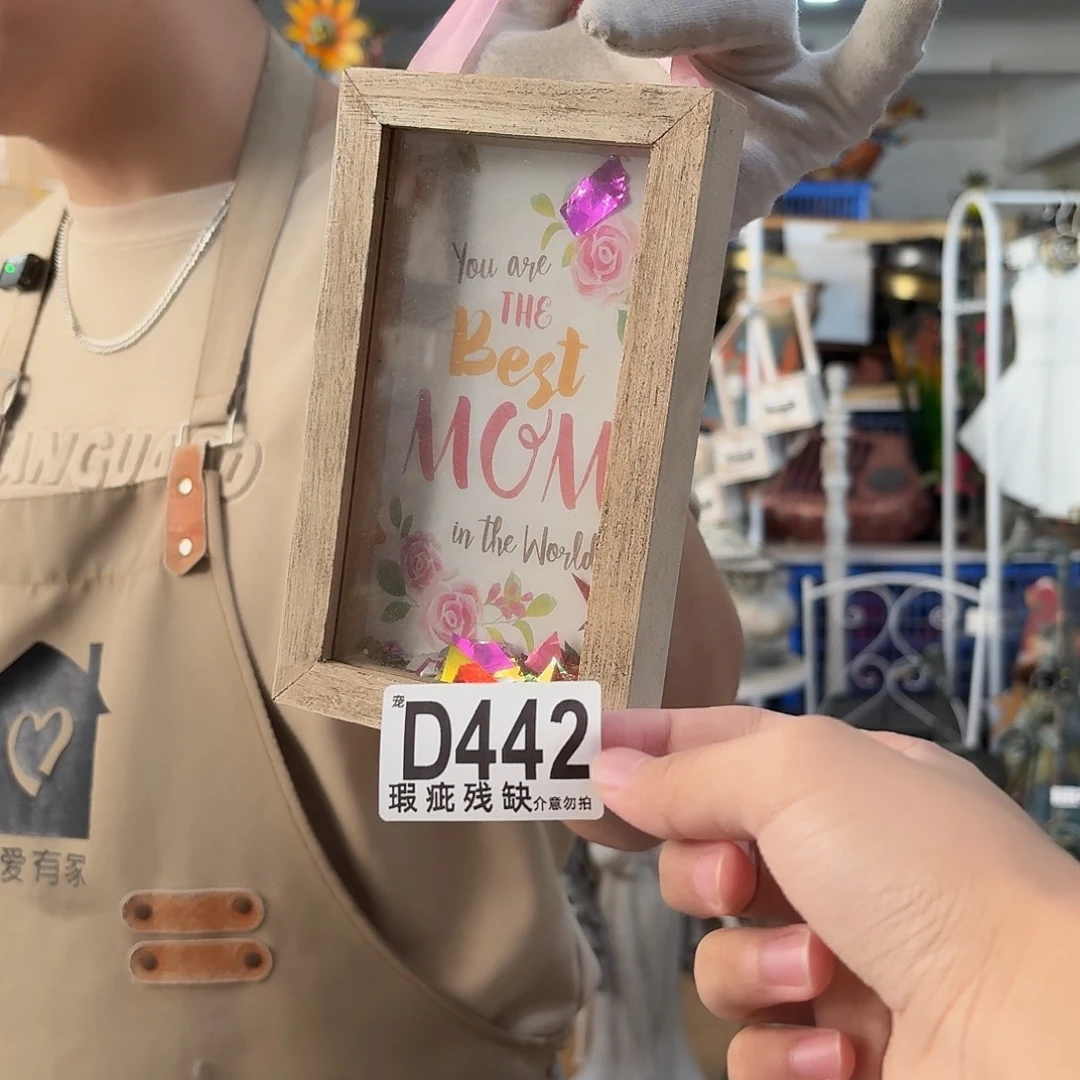 You are
THE
Best
MOM
in the World
宠
D442
瑕疵残缺介意勿拍
爱有家